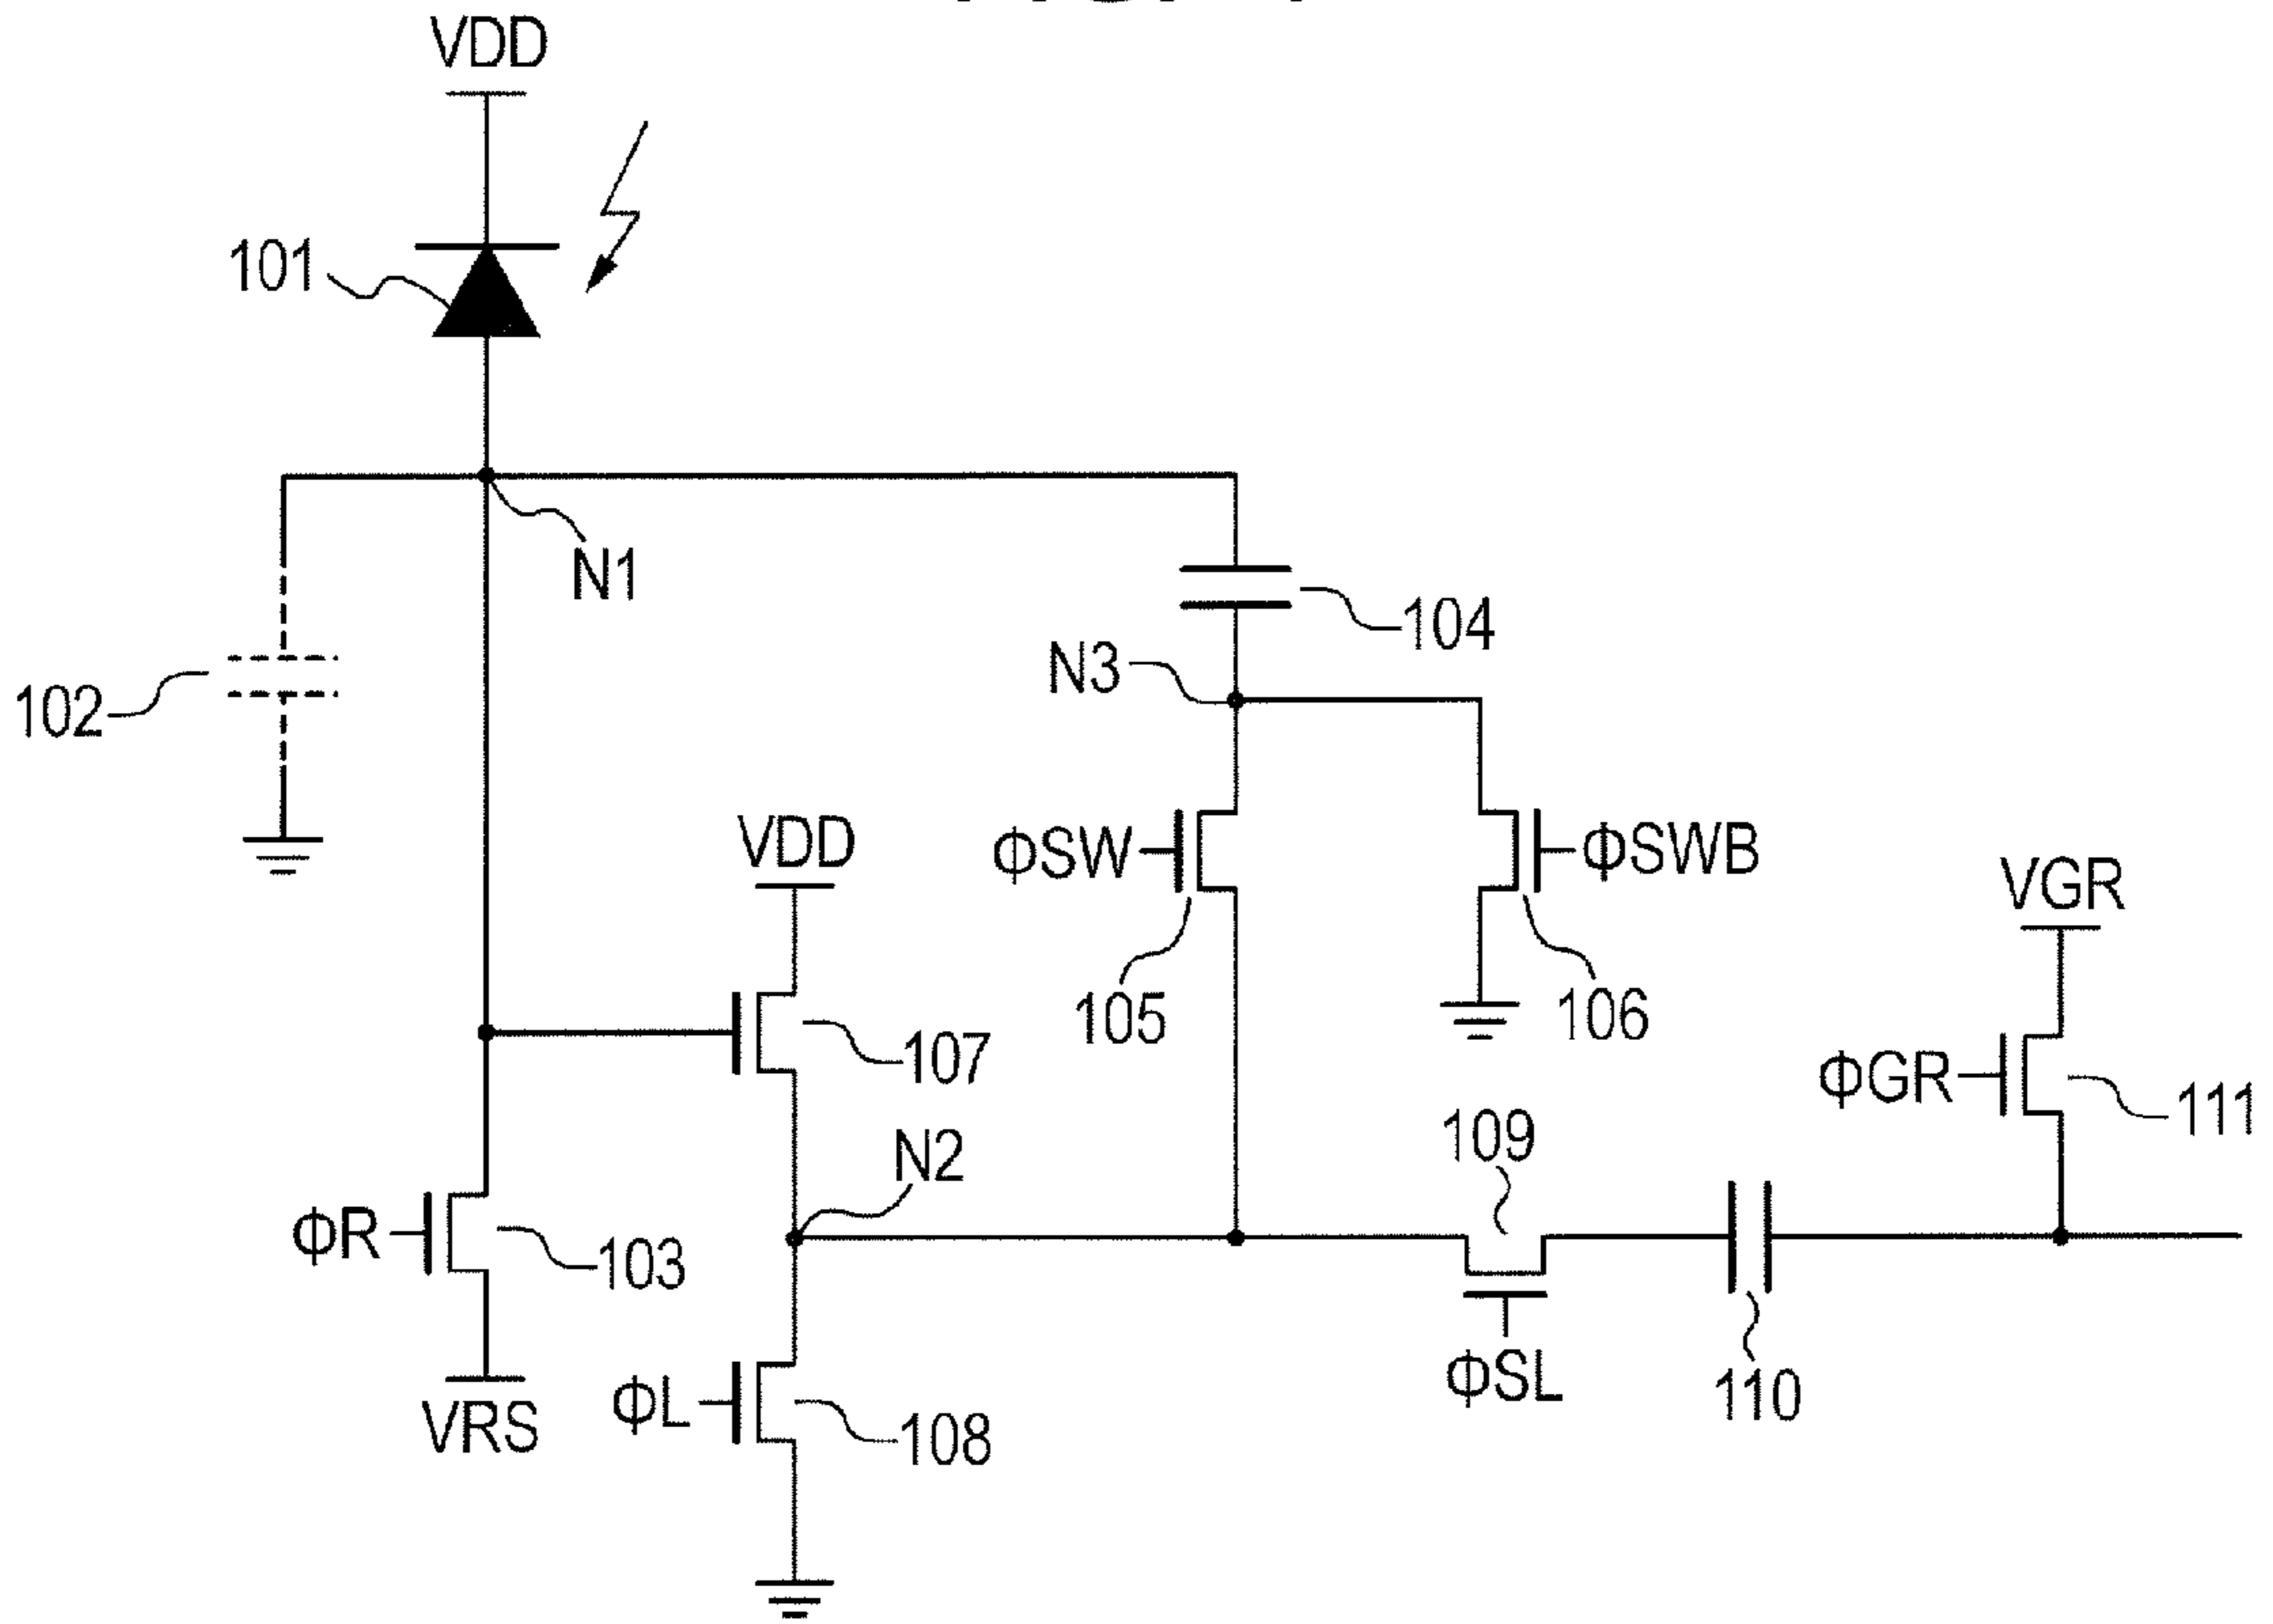 VDD
101
N1
104
N3
102
VDD
ΦSW
ΦSWB
VGR
105
106
107
ΦGR
111
109
N2
ΦR
103
ΦSL
110
VRS
ΦL
108